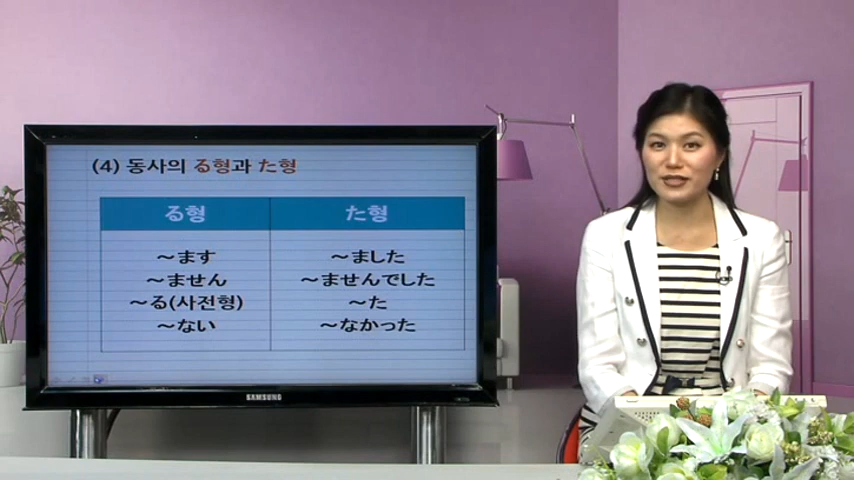 (4) 동사의 る형과 た형
る형 た형
~ます ~ました
~ません ~ませんでした
~る(사전형) ~た
~ない ~なかった
SAMSUNG